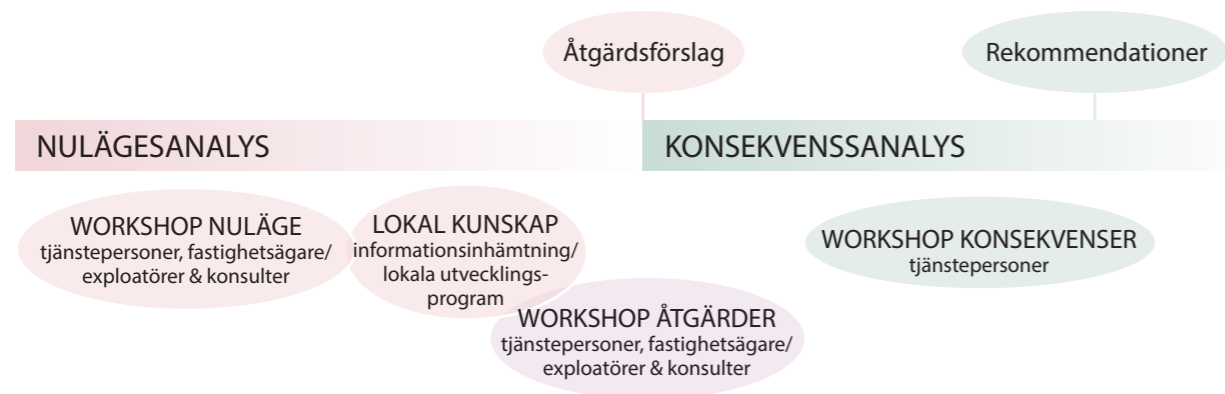 Åtgärdsförslag
Rekommendationer
NULÄGESANALYS
KONSEKVENSSANALYS
WORKSHOP NULÄGE
tjänstepersoner, fastighetsägare/
exploatörer & konsulter
LOKAL KUNSKAP
informationsinhämtning/
lokala utvecklings-
program
WORKSHOP ÅTGÄRDER
tjänstepersoner, fastighetsägare/
exploatörer & konsulter
WORKSHOP KONSEKVENSER
tjänstepersoner